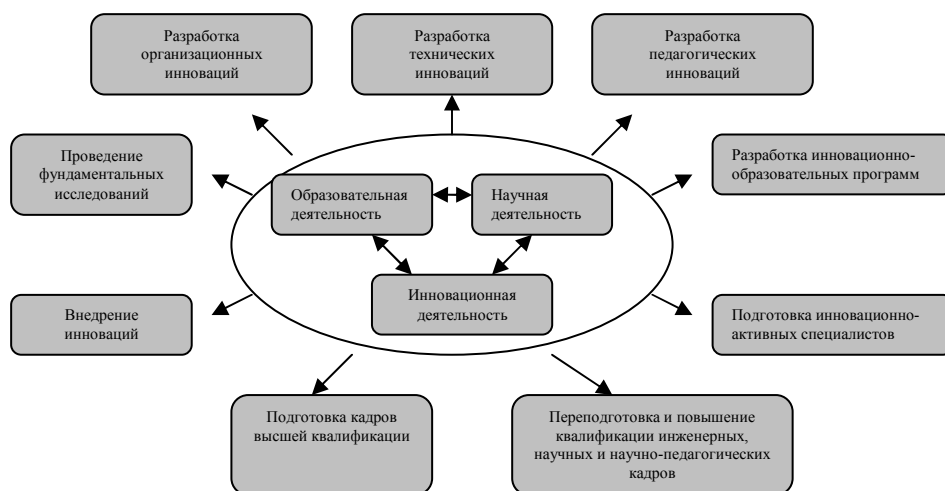 Разработка
организационных
инноваций
Разработка
технических
инноваций
Разработка
педагогических
инноваций
Проведение
фундаментальных
исследований
Разработка инновационно-
образовательных программ
Образовательная
деятельность
Научная
деятельность
Инновационная
деятельность
Внедрение
инноваций
Подготовка инновационно-
активных специалистов
Подготовка кадров
высшей квалификации
Переподготовка и повышение
квалификации инженерных,
научных и научно-педагогических
кадров